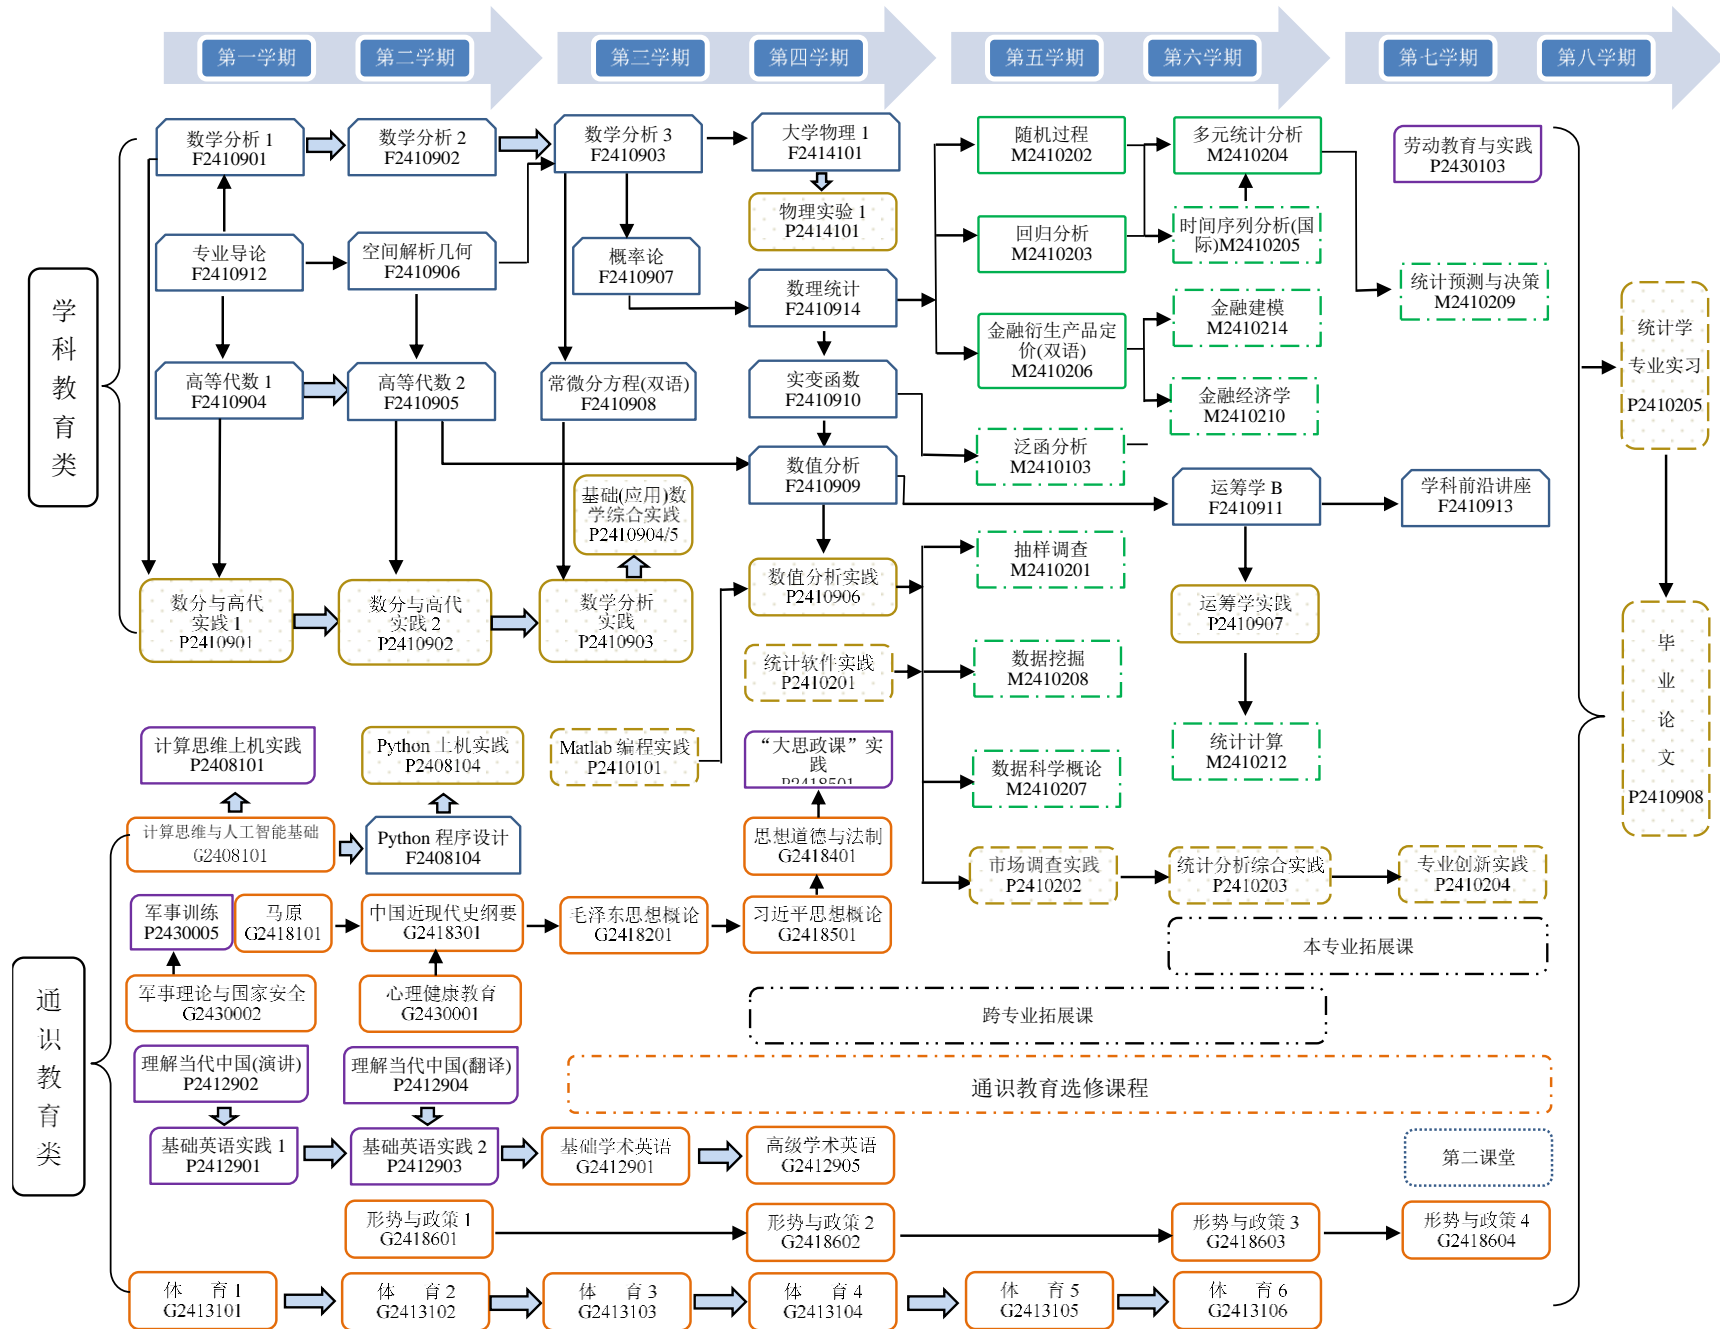 第一学期
第二学期
第三学期
第四学期
第五学期
第六学期
第七学期
第八学期
学
科
教
育
类
数学分析 1
F2410901
数学分析 2
F2410902
数学分析 3
F2410903
大学物理 1
F2414101
随机过程
M2410202
多元统计分析
M2410204
劳动教育与实践
P2430103
物理实验 1
P2414101
专业导论
F2410912
空间解析几何
F2410906
概率论
F2410907
数理统计
F2410914
回归分析
M2410203
时间序列分析(国
际)M2410205
统计预测与决策
M2410209
金融衍生产品定
价(双语)
M2410206
金融建模
M2410214
高等代数 1
F2410904
高等代数 2
F2410905
常微分方程(双语)
F2410908
实变函数
F2410910
金融经济学
M2410210
泛函分析
M2410103
数值分析
F2410909
基础(应用)数
学综合实践
P2410904/5
运筹学 B
F2410911
学科前沿讲座
F2410913
抽样调查
M2410201
数分与高代
实践 1
P2410901
数分与高代
实践 2
P2410902
数学分析
实践
P2410903
数值分析实践
P2410906
运筹学实践
P2410907
统计软件实践
P2410201
数据挖掘
M2410208
计算思维上机实践
P2408101
Python 上机实践
P2408104
Matlab 编程实践
P2410101
“大思政课”实
践
P2418501
数据科学概论
M2410207
统计计算
M2410212
统计学
专业实习
P2410205
毕
业
论
文
P2410908
通
识
教
育
类
计算思维与人工智能基础
G2408101
Python 程序设计
F2408104
思想道德与法制
G2418401
市场调查实践
P2410202
统计分析综合实践
P2410203
专业创新实践
P2410204
军事训练
P2430005
马原
G2418101
中国近现代史纲要
G2418301
毛泽东思想概论
G2418201
习近平思想概论
G2418501
本专业拓展课
军事理论与国家安全
G2430002
心理健康教育
G2430001
跨专业拓展课
理解当代中国(演讲)
P2412902
理解当代中国(翻译)
P2412904
通识教育选修课程
基础英语实践 1
P2412901
基础英语实践 2
P2412903
基础学术英语
G2412901
高级学术英语
G2412905
第二课堂
形势与政策 1
G2418601
形势与政策 2
G2418602
形势与政策 3
G2418603
形势与政策 4
G2418604
体 育 1
G2413101
体 育 2
G2413102
体 育 3
G2413103
体 育 4
G2413104
体 育 5
G2413105
体 育 6
G2413106